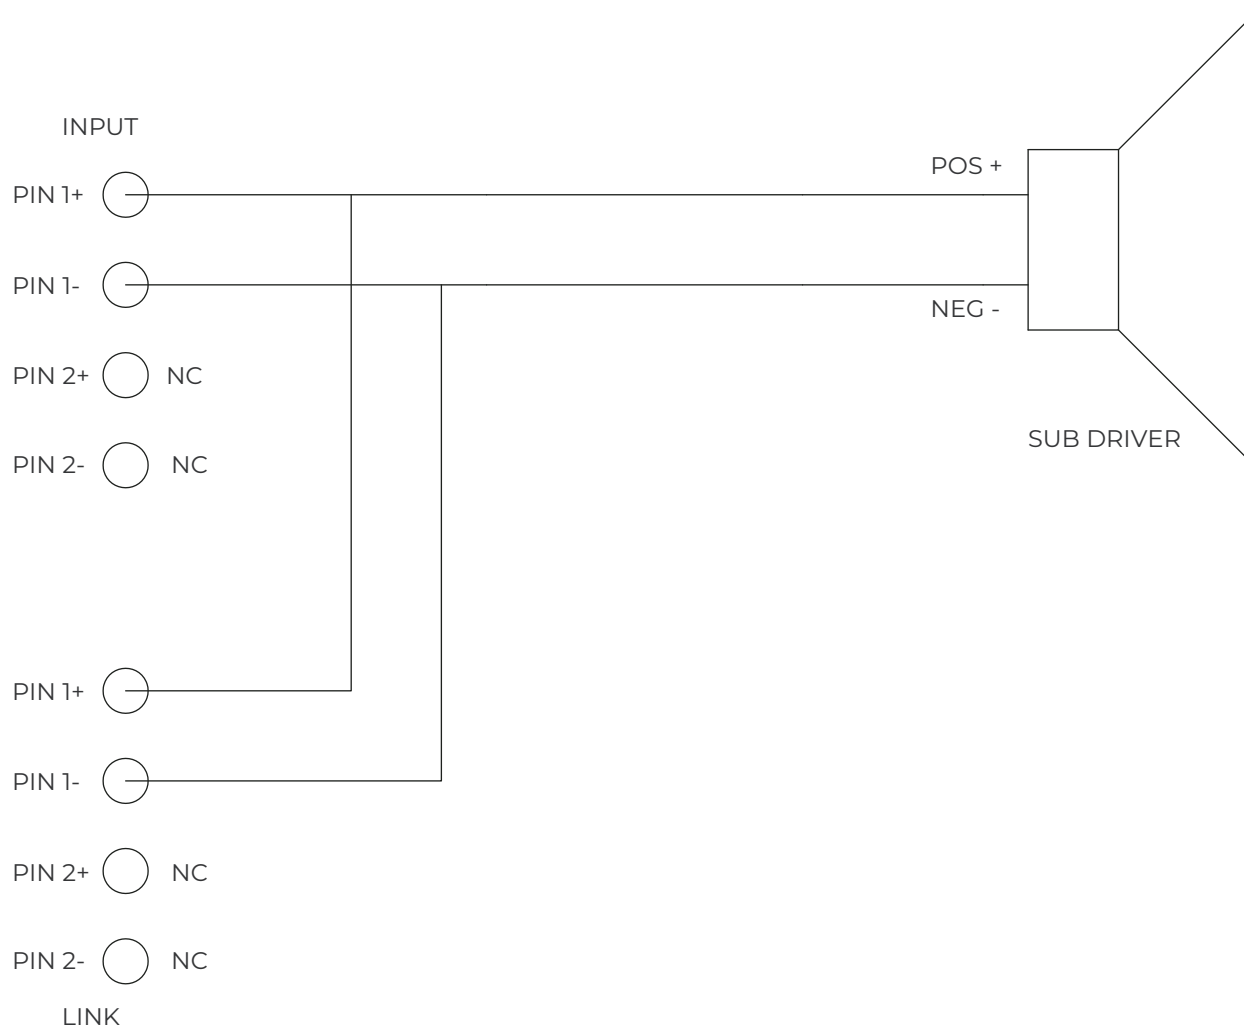 INPUT
POS +
PIN 1+
PIN 1-
NEG -
PIN 2+ NC
SUB DRIVER
PIN 2- NC
PIN 1+
PIN 1-
PIN 2+ NC
PIN 2- NC
LINK